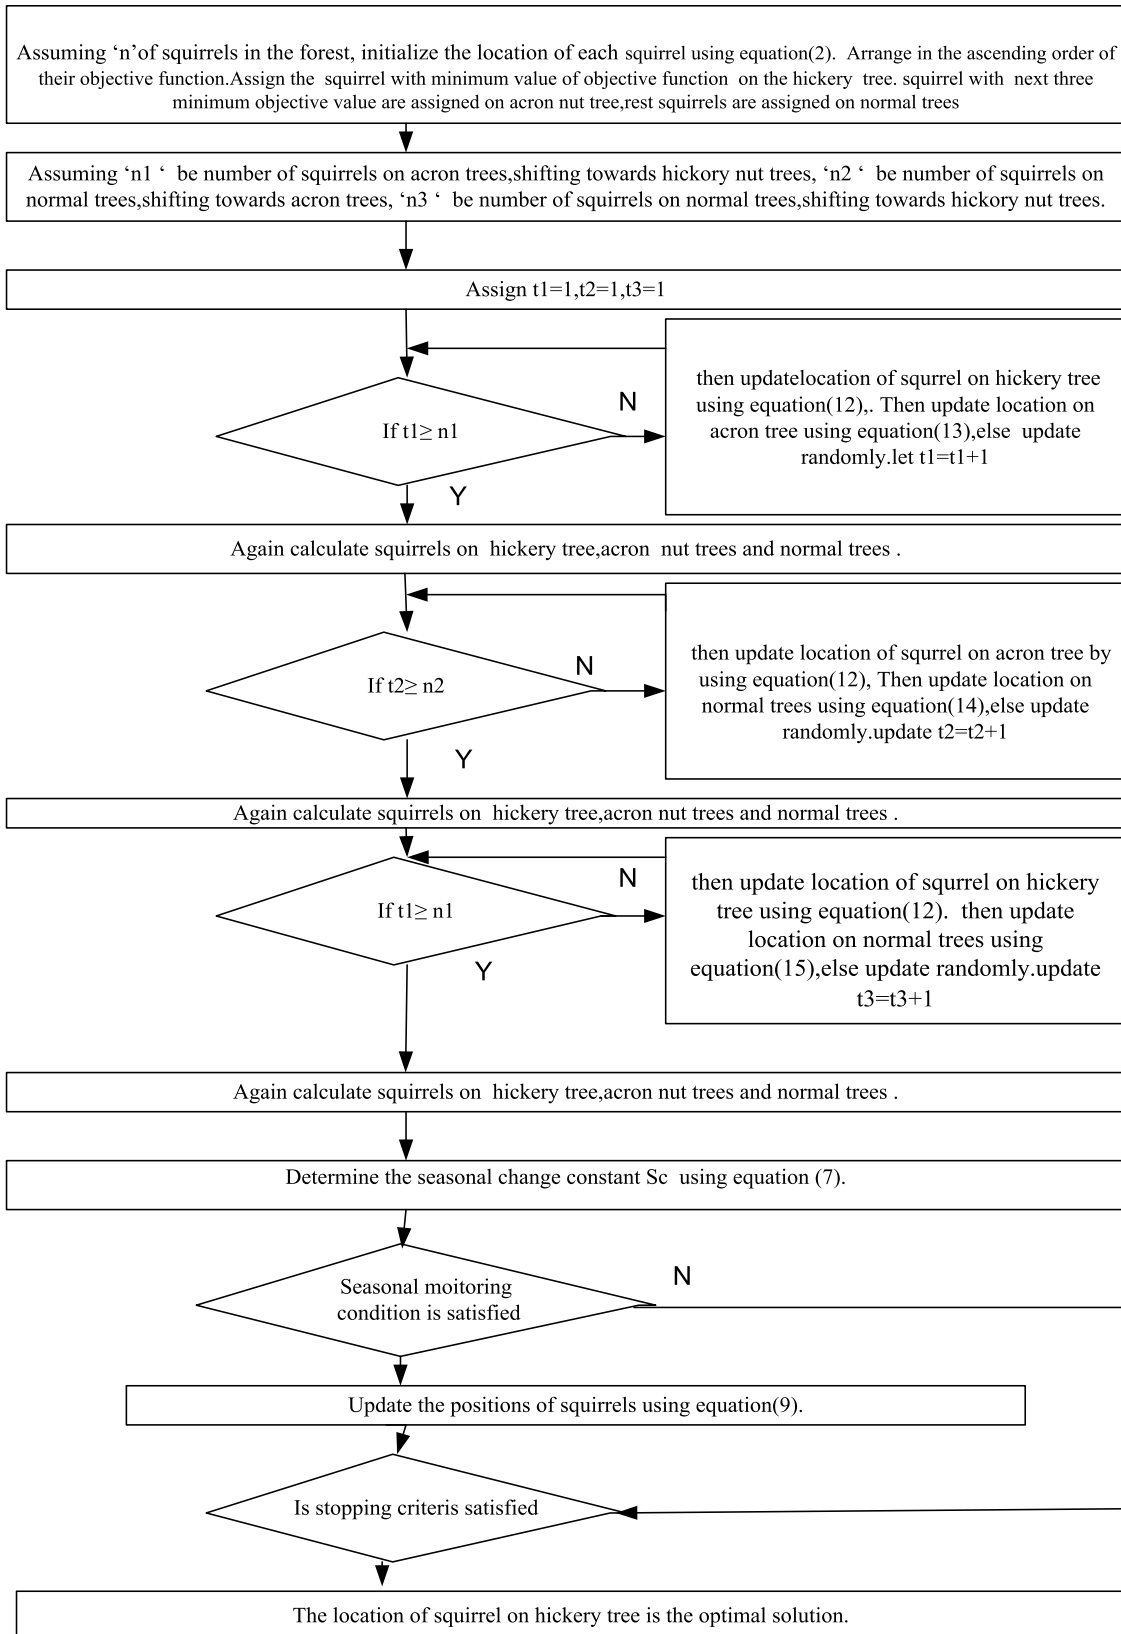 Assuming ‘n’of squirrels in the forest, initialize the location of each squirrel using equation(2). Arrange in the ascending order of
their objective function.Assign the squirrel with minimum value of objective function on the hickery tree. squirrel with next three
minimum objective value are assigned on acron nut tree,rest squirrels are assigned on normal trees
Assuming ‘n1 ‘ be number of squirrels on acron trees,shifting towards hickory nut trees, ‘n2 ‘ be number of squirrels on
normal trees,shifting towards acron trees, ‘n3 ‘ be number of squirrels on normal trees,shifting towards hickory nut trees.
Assign t1=1,t2=1,t3=1
If t1≥ n1
N
then updatelocation of squrrel on hickery tree
using equation(12),. Then update location on
acron tree using equation(13),else update
randomly.let t1=t1+1
Y
Again calculate squirrels on hickery tree,acron nut trees and normal trees .
If t2≥ n2
N
then update location of squrrel on acron tree by
using equation(12), Then update location on
normal trees using equation(14),else update
randomly.update t2=t2+1
Y
Again calculate squirrels on hickery tree,acron nut trees and normal trees .
If t1≥ n1
N
then update location of squrrel on hickery
tree using equation(12). then update
location on normal trees using
equation(15),else update randomly.update
t3=t3+1
Y
Again calculate squirrels on hickery tree,acron nut trees and normal trees .
Determine the seasonal change constant Sc using equation (7).
Seasonal moitoring
condition is satisfied
N
Update the positions of squirrels using equation(9).
Is stopping criteris satisfied
The location of squirrel on hickery tree is the optimal solution.